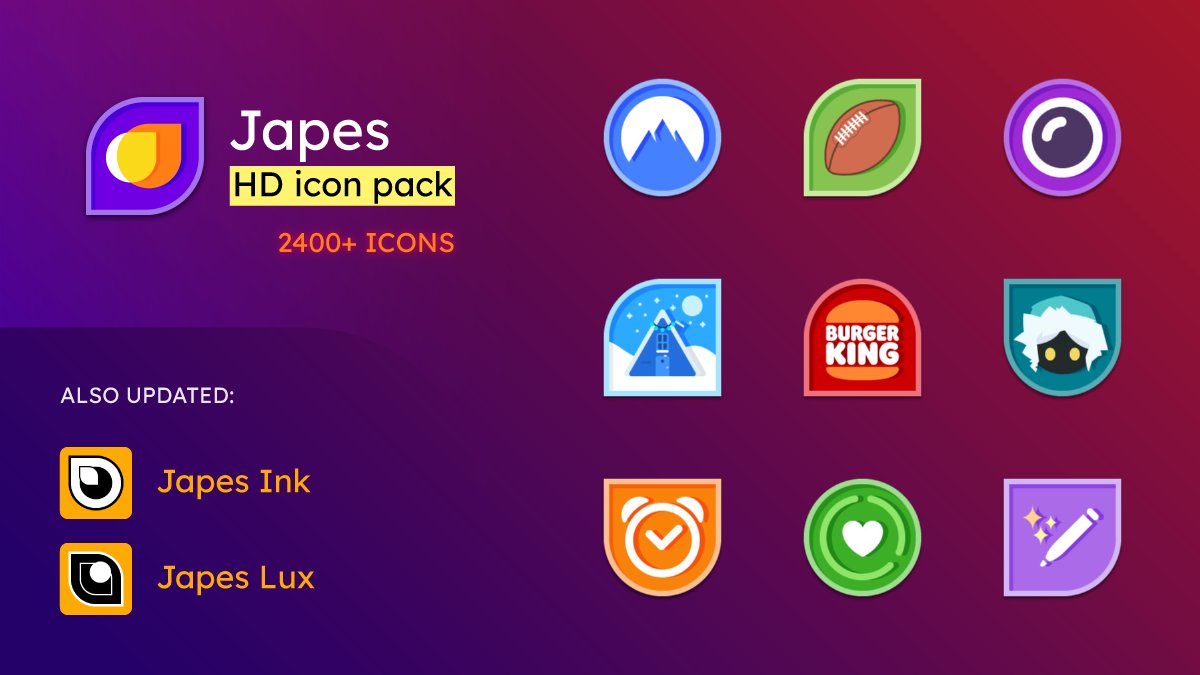 Japes
HD icon pack
2400+ ICONS
ALSO UPDATED:
Japes Ink
Japes Lux
BURGER
KING